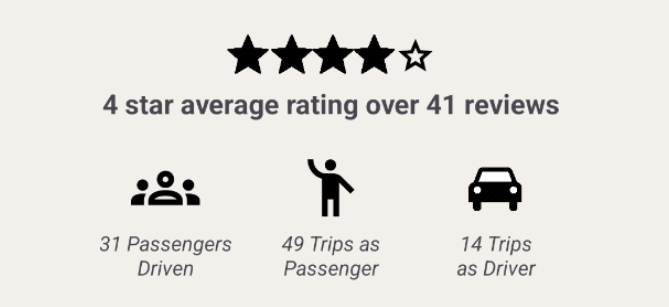 4 star average rating over 41 reviews
31 Passengers
Driven
49 Trips as
Passenger
14 Trips
as Driver